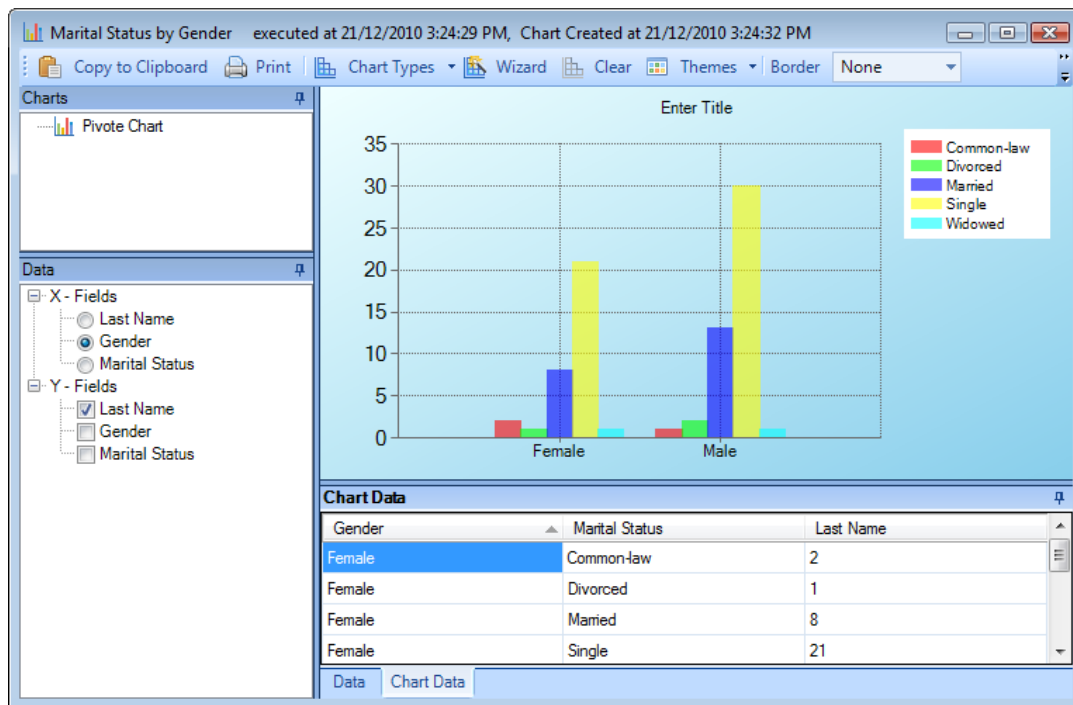 Marital Status by Gender executed at 21/12/2010 3:24:29 PM, Chart Created at 21/12/2010 3:24:32 PM
Copy to Clipboard Print Chart Types Wizard Clear Themes Border None
Charts
Pivote Chart
Data
X - Fields
Last Name
Gender
Marital Status
Y - Fields
Last Name
Gender
Marital Status
Enter Title
35
30
25
20
15
10
5
0
Female Male
Common-law
Divorced
Married
Single
Widowed
Chart Data
Gender Marital Status Last Name
Female Common-law 2
Female Divorced 1
Female Married 8
Female Single 21
Data Chart Data